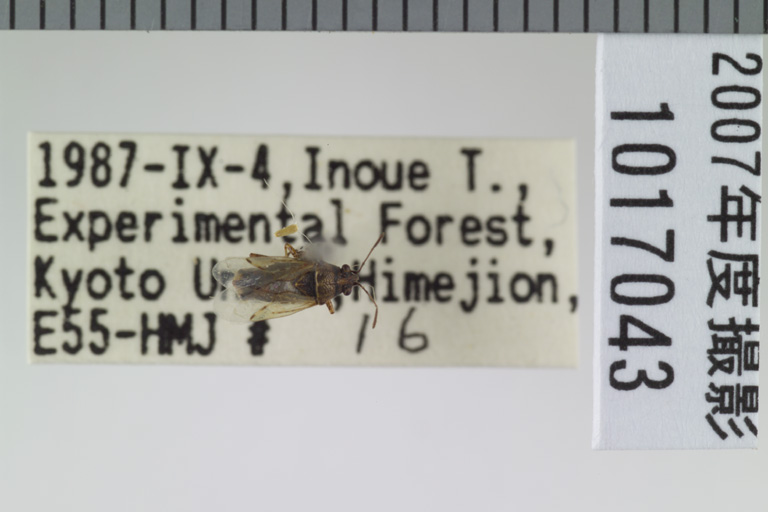 1987-IX-4,Inoue T.,
Experimental Forest,
Kyoto U ,Himejion,
E55-HMJ # 16
2007年度撮影
1017043